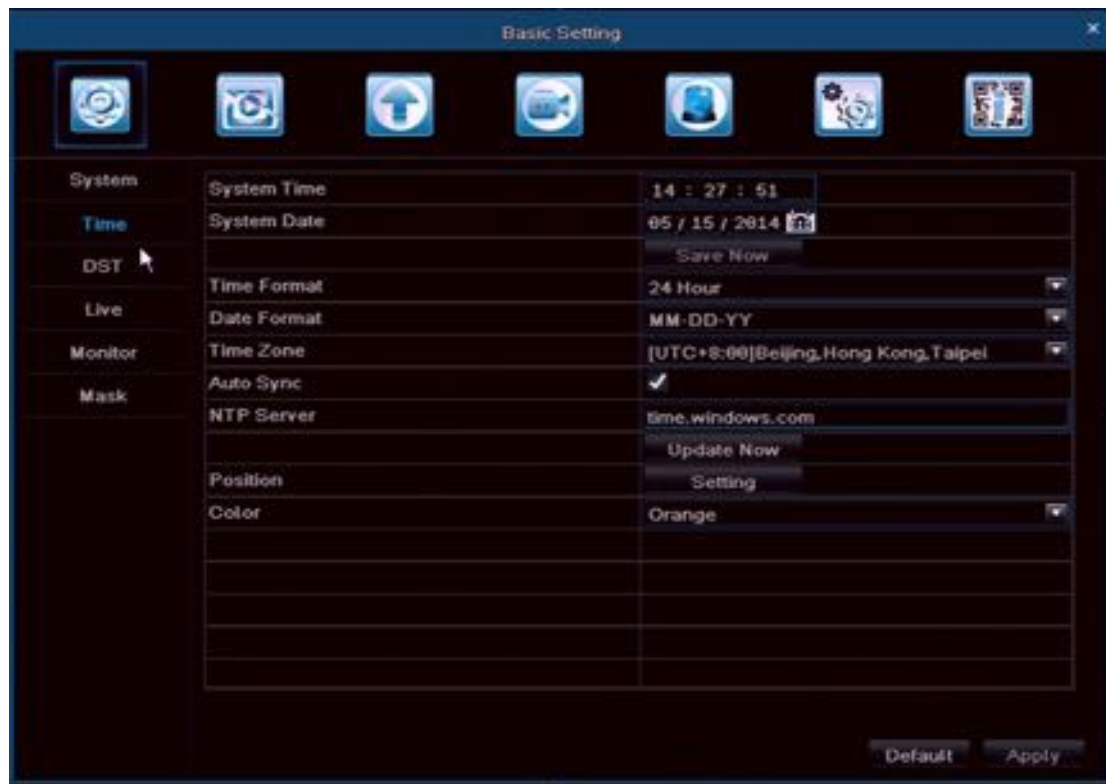 Basic Setting
System
Time
DST
Live
Monitor
Mask
System Time 14 : 27 : 51
System Date 05 / 15 / 2014
Save Now
Time Format 24 Hour
Date Format MM-DD-YY
Time Zone [UTC+8:00]Beijing,Hong Kong,Taipei
Auto Sync
NTP Server time.windows.com
Update Now
Position Setting
Color Orange
Default Apply